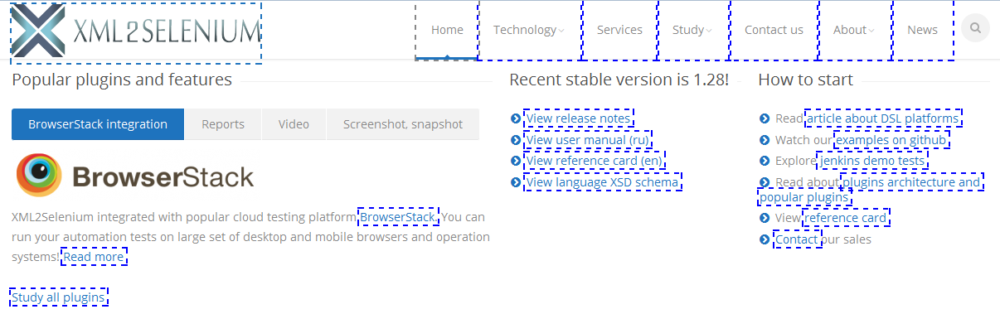 XML2SELENIUM
Home Technology Services Study Contact us About News
Popular plugins and features
BrowserStack integration Reports Video Screenshot, snapshot
BrowserStack
XML2Selenium integrated with popular cloud testing platform BrowserStack. You can
run your automation tests on large set of desktop and mobile browsers and operation
systems! Read more
Study all plugins
Recent stable version is 1.28!
View release notes
View user manual (ru)
View reference card (en)
View language XSD schema
How to start
Read article about DSL platforms
Watch our examples on github
Explore jenkins demo tests
Read about plugins architecture and
popular plugins
View reference card
Contact our sales